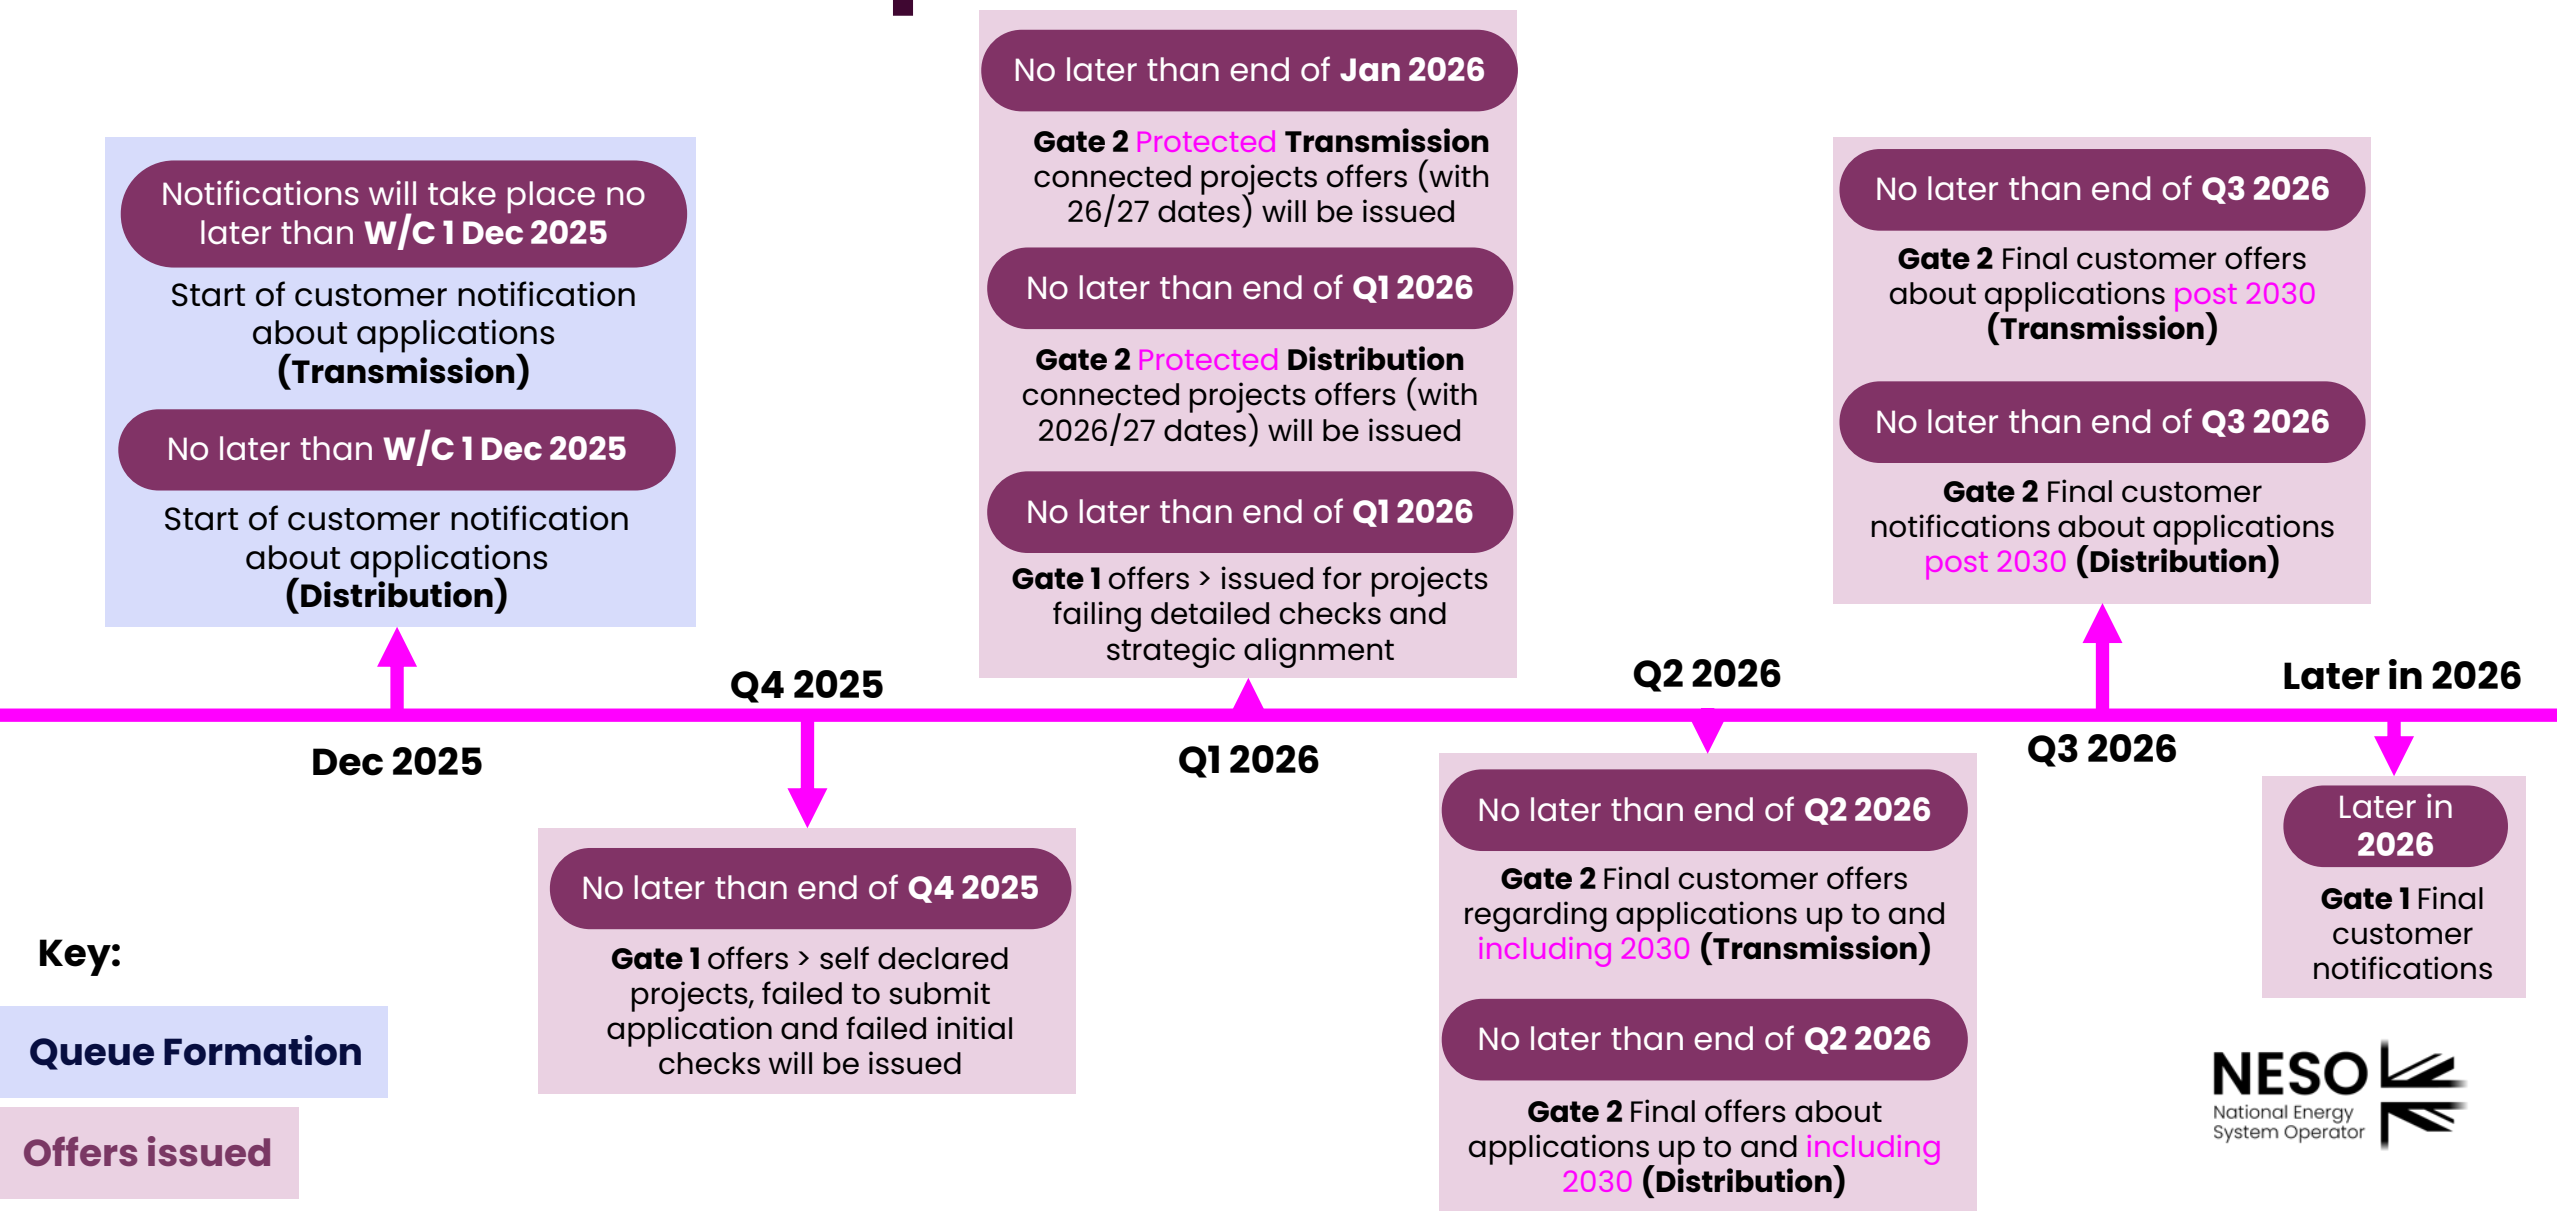 Notifications will take place no
later than W/C 1 Dec 2025
Start of customer notification
about applications
(Transmission)
No later than W/C 1 Dec 2025
Start of customer notification
about applications
(Distribution)
Dec 2025
Q4 2025
No later than end of Q4 2025
Gate 1 offers > self declared
projects, failed to submit
application and failed initial
checks will be issued
No later than end of Jan 2026
Gate 2 Protected Transmission
connected projects offers (with
26/27 dates) will be issued
No later than end of Q1 2026
Gate 2 Protected Distribution
connected projects offers (with
2026/27 dates) will be issued
No later than end of Q1 2026
Gate 1 offers > issued for projects
failing detailed checks and
strategic alignment
Q1 2026
Q2 2026
No later than end of Q2 2026
Gate 2 Final customer offers
regarding applications up to and
including 2030 (Transmission)
No later than end of Q2 2026
Gate 2 Final offers about
applications up to and including
2030 (Distribution)
No later than end of Q3 2026
Gate 2 Final customer offers
about applications post 2030
(Transmission)
No later than end of Q3 2026
Gate 2 Final customer
notifications about applications
post 2030 (Distribution)
Q3 2026
Later in 2026
Later in
2026
Gate 1 Final
customer
notifications
Key:
Queue Formation
Offers issued
NESO
National Energy
System Operator